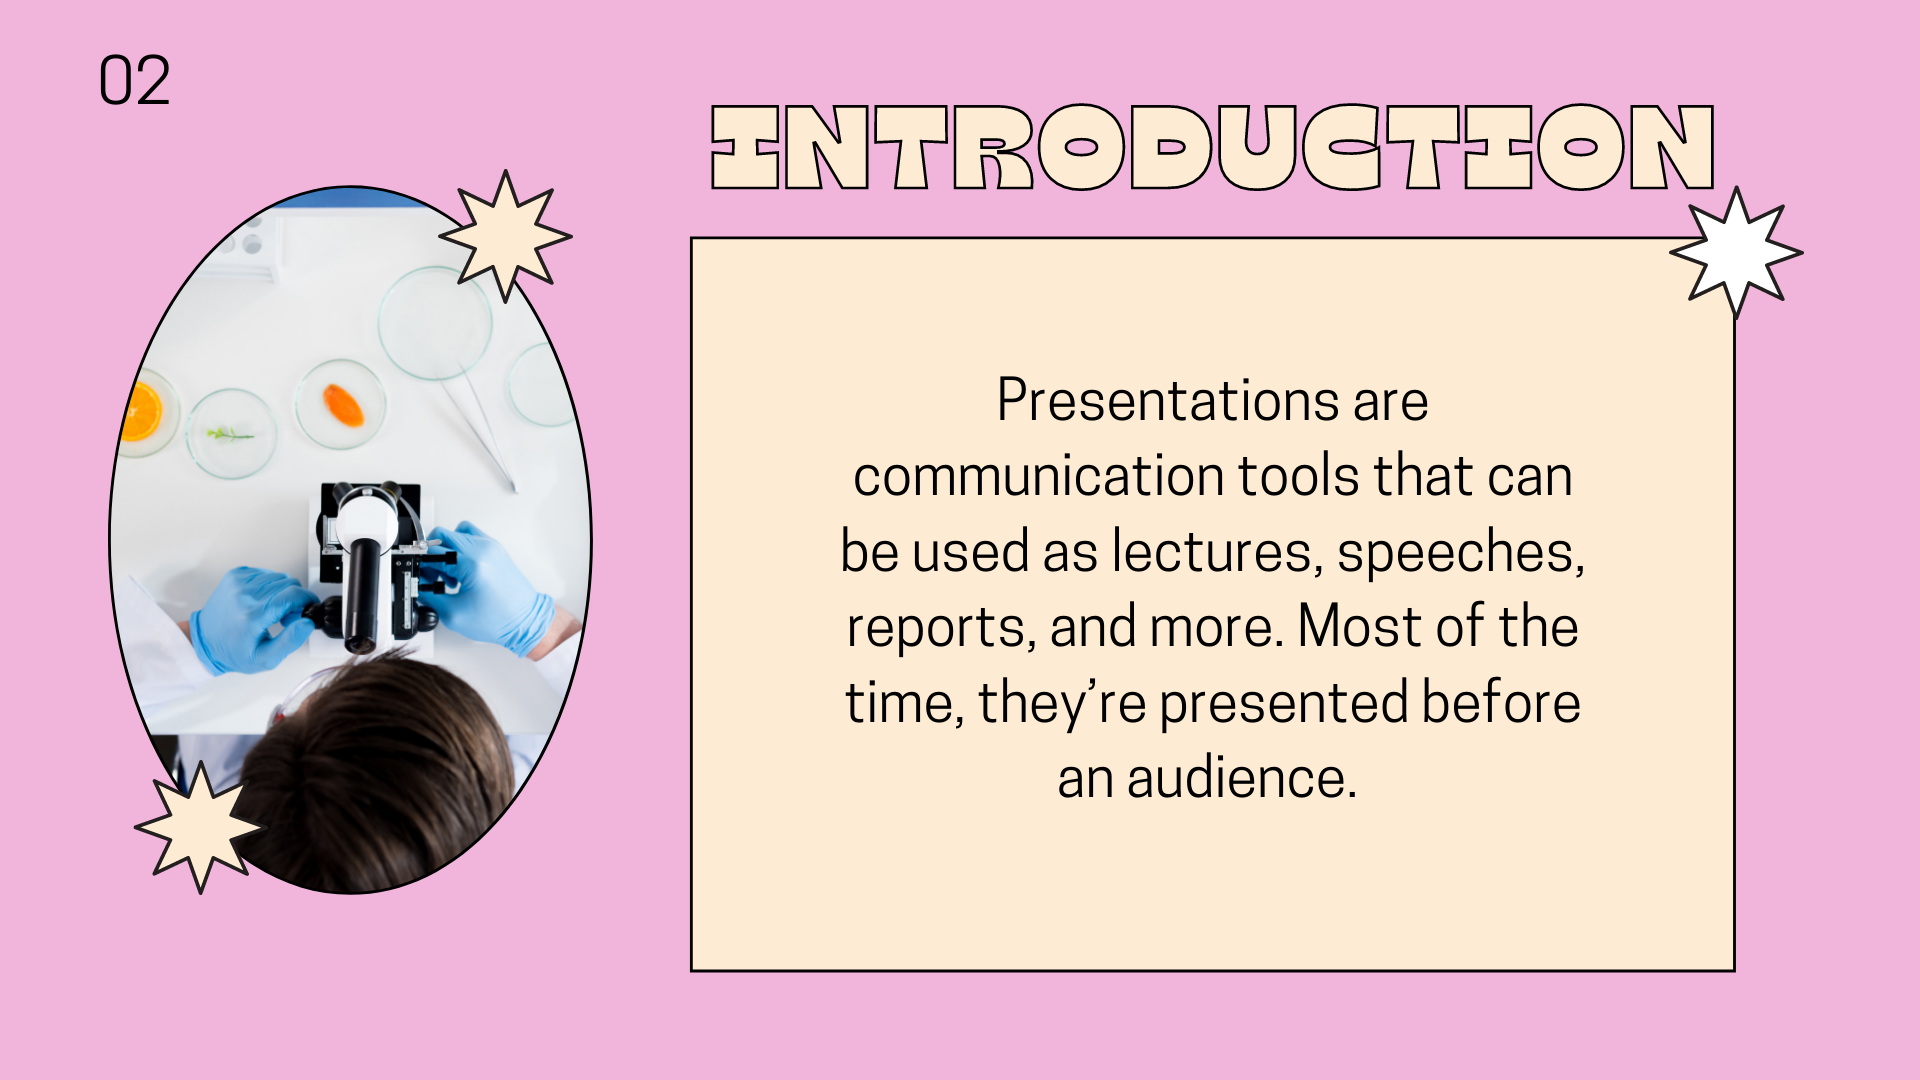 02
INTRODUCTION
Presentations are
communication tools that can
be used as lectures, speeches,
reports, and more. Most of the
time, they’re presented before
an audience.